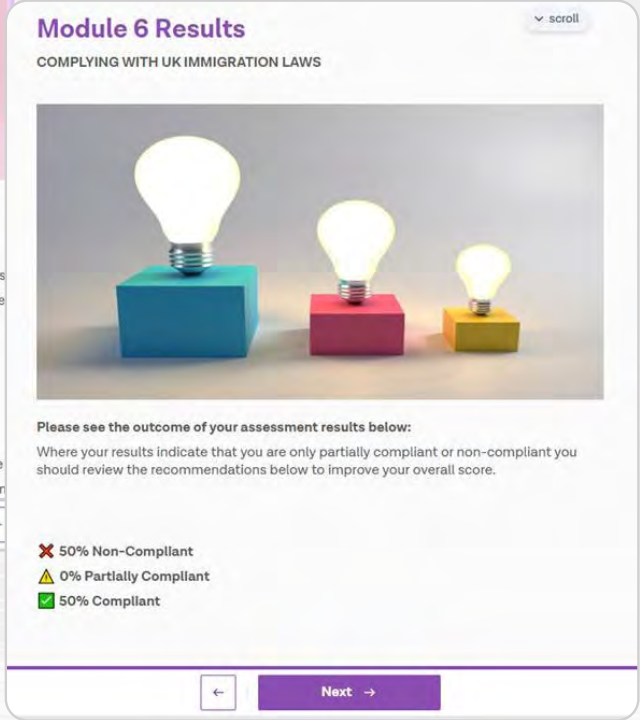 Module 6 Results
scroll
COMPLYING WITH UK IMMIGRATION LAWS
Please see the outcome of your assessment results below:
Where your results indicate that you are only partially compliant or non-compliant you
should review the recommendations below to improve your overall score.
50% Non-Compliant
0% Partially Compliant
50% Compliant
Next →